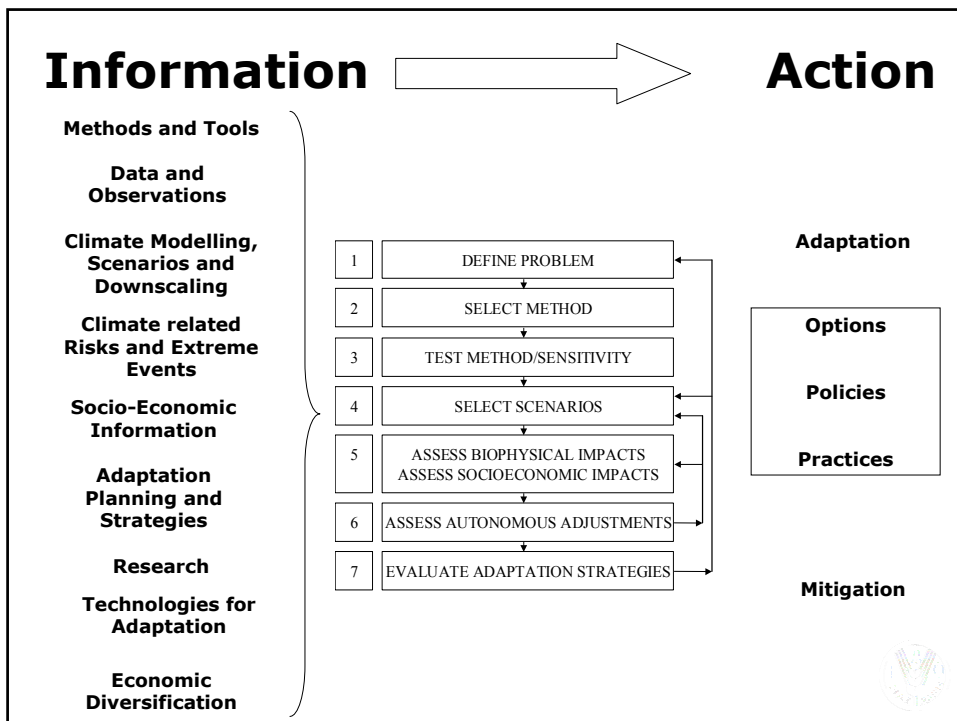 Information
Action
Methods and Tools
Data and
Observations
Climate Modelling,
Scenarios and
Downscaling
Climate related
Risks and Extreme
Events
Socio-Economic
Information
Adaptation
Planning and
Strategies
Research
Technologies for
Adaptation
Economic
Diversification
1
DEFINE PROBLEM
2
SELECT METHOD
3
TEST METHOD/SENSITIVITY
4
SELECT SCENARIOS
5
ASSESS BIOPHYSICAL IMPACTS
ASSESS SOCIOECONOMIC IMPACTS
6
ASSESS AUTONOMOUS ADJUSTMENTS
7
EVALUATE ADAPTATION STRATEGIES
Adaptation
Options
Policies
Practices
Mitigation